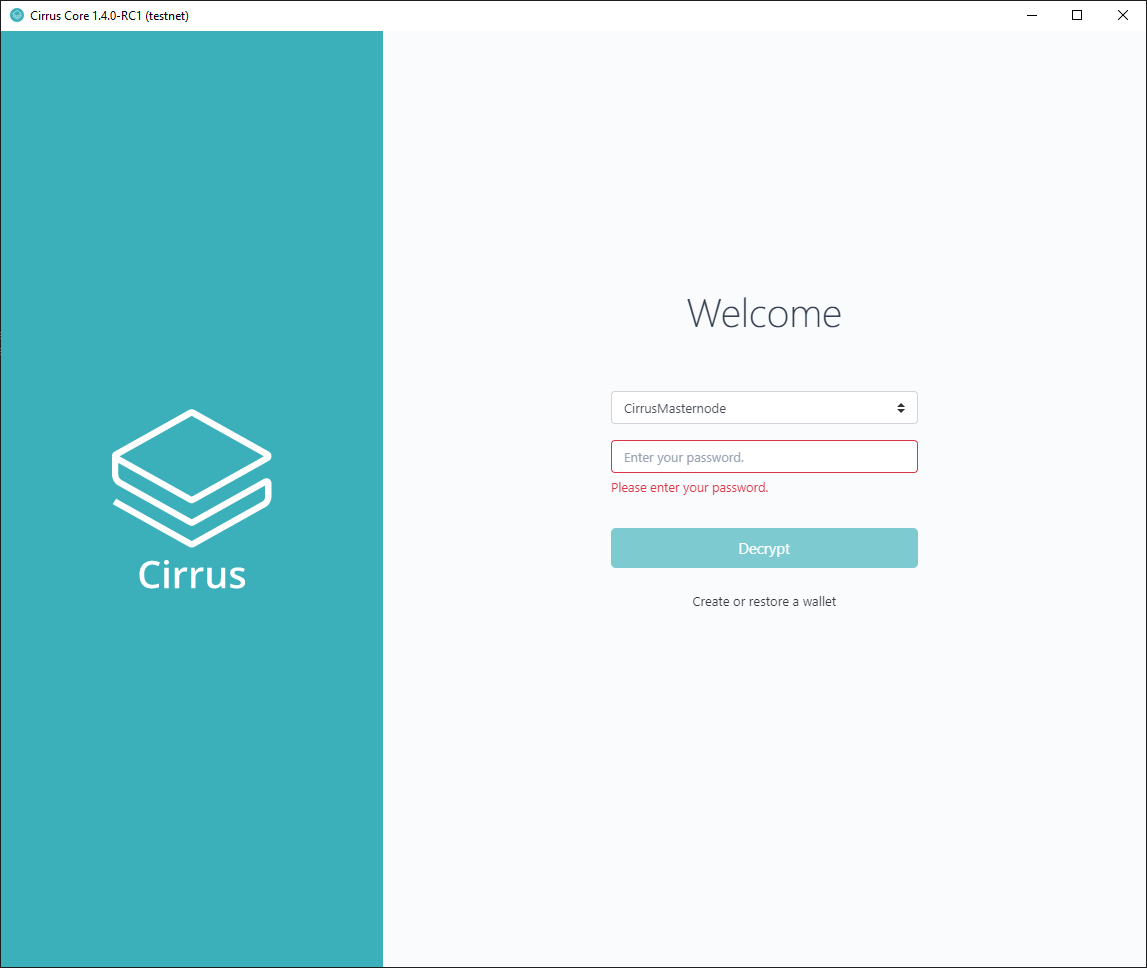 Cirrus Core 1.4.0-RC1 (testnet)
Cirrus
Welcome
CirrusMasternode
Enter your password.
Please enter your password.
Decrypt
Create or restore a wallet